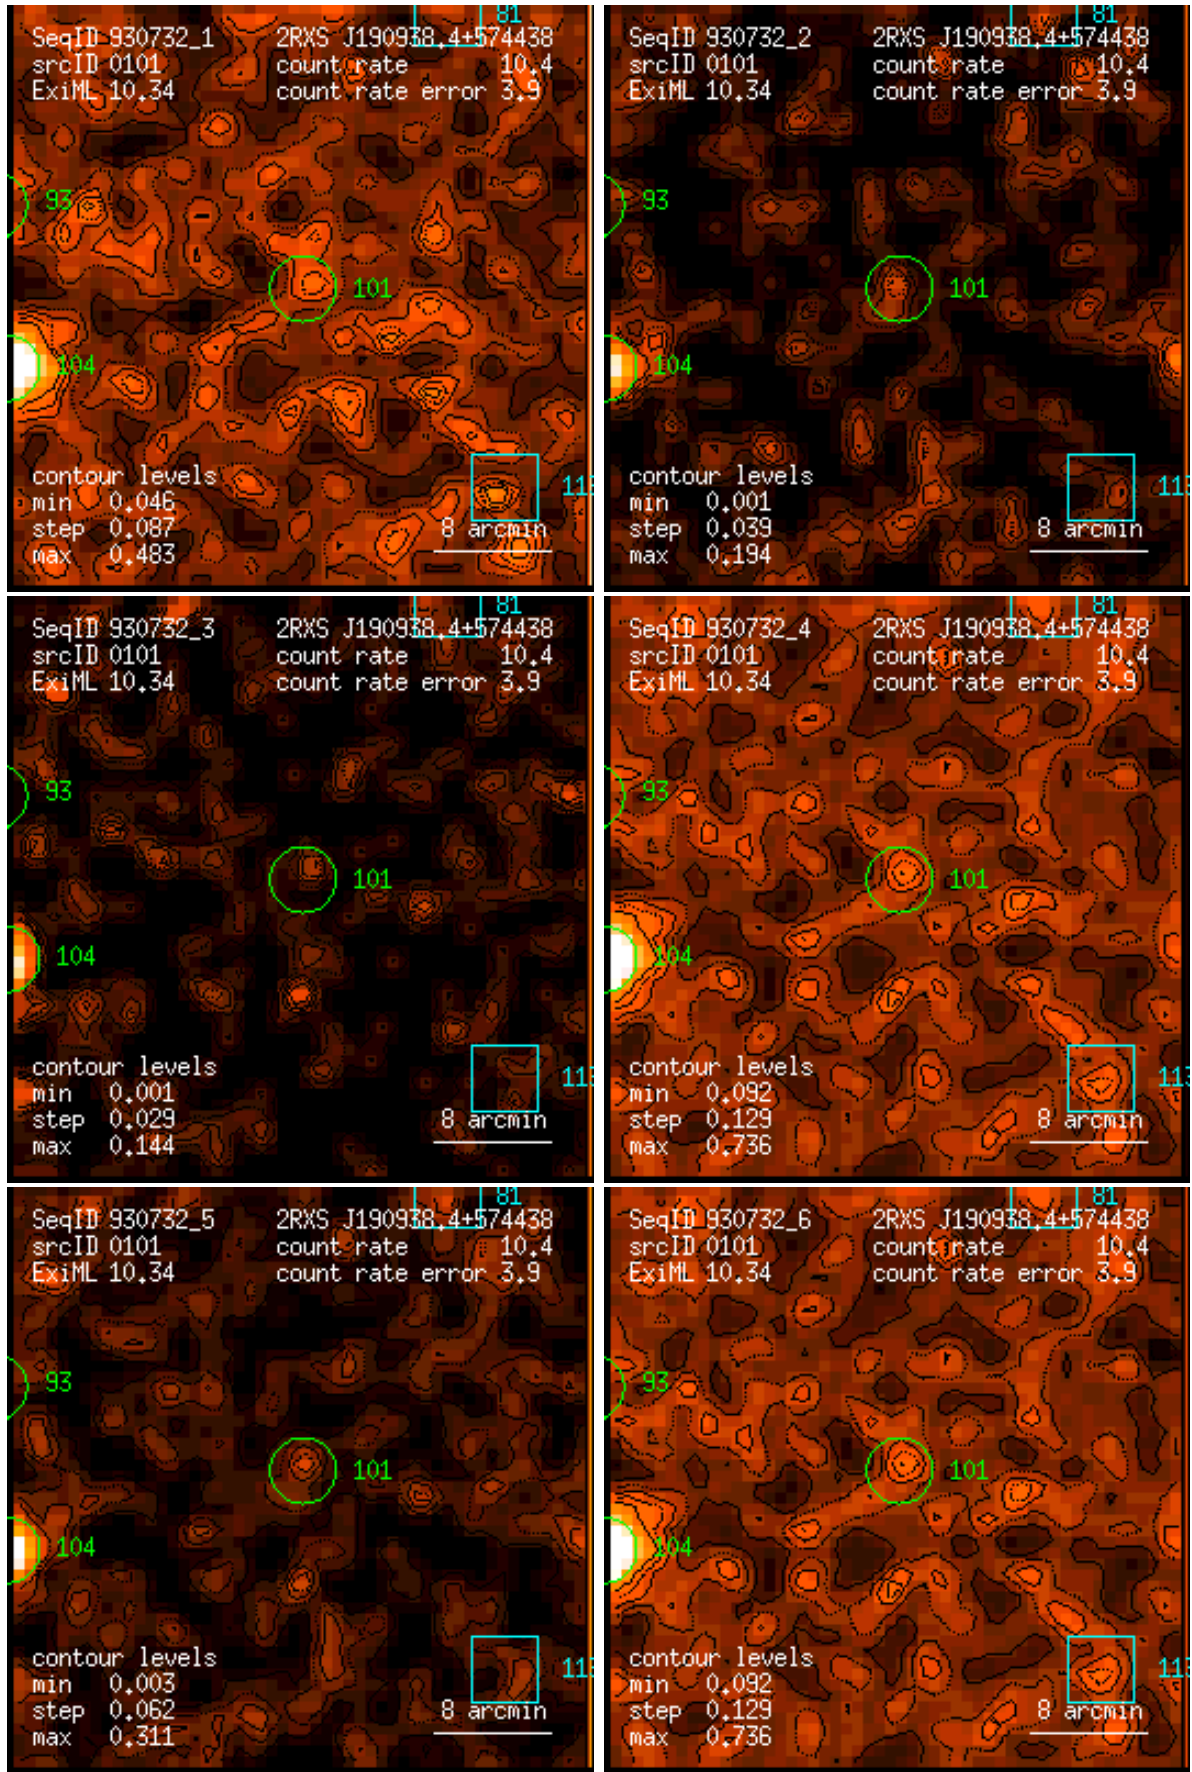 81
SeqID 930732_1 2RXS J190938.4+574438
srcID 0101 count rate 10.4
ExiML 10.34 count rate error 3.9
93
101
104
contour levels
min 0.046
113
step 0.087 8 arcmin
max 0.483
81
SeqID 930732_2 2RXS J190938.4+574438
srcID 0101 count rate 10.4
ExiML 10.34 count rate error 3.9
93
101
104
contour levels
min 0.001
113
step 0.039 8 arcmin
max 0.194
81
SeqID 930732_3 2RXS J190938.4+574438
srcID 0101 count rate 10.4
ExiML 10.34 count rate error 3.9
93
101
104
contour levels
min 0.001
113
step 0.029 8 arcmin
max 0.144
81
SeqID 930732_4 2RXS J190938.4+574438
srcID 0101 count rate 10.4
ExiML 10.34 count rate error 3.9
93
101
104
contour levels
min 0.092
113
step 0.129 8 arcmin
max 0.736
81
SeqID 930732_5 2RXS J190938.4+574438
srcID 0101 count rate 10.4
ExiML 10.34 count rate error 3.9
93
101
104
contour levels
min 0.003
113
step 0.062 8 arcmin
max 0.311
81
SeqID 930732_6 2RXS J190938.4+574438
srcID 0101 count rate 10.4
ExiML 10.34 count rate error 3.9
93
101
104
contour levels
min 0.092
113
step 0.129 8 arcmin
max 0.736